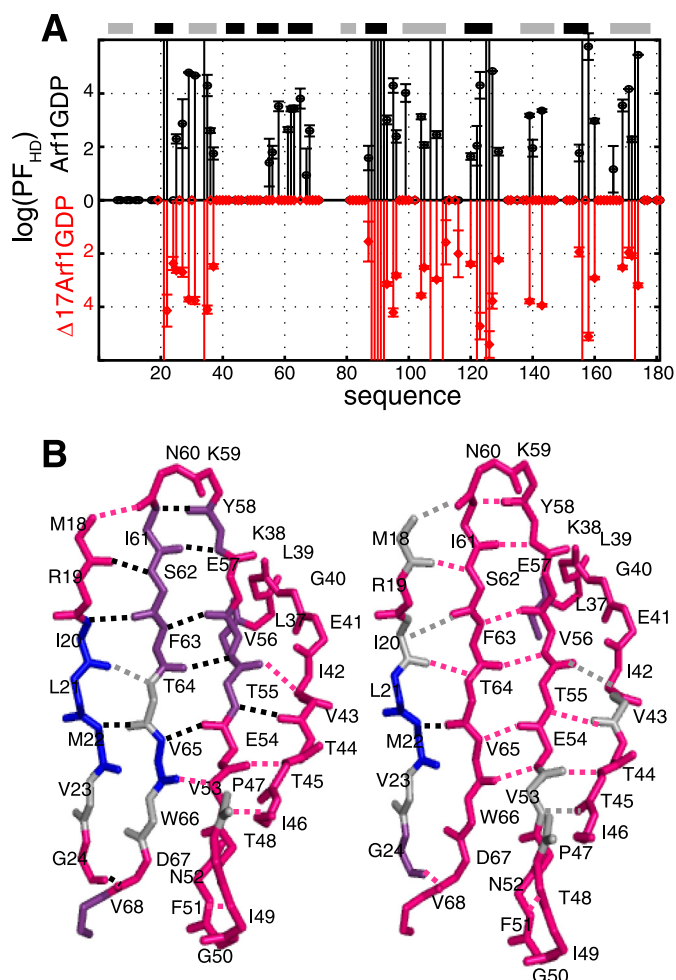 A
log(PF HD)
Arf1GDP
Δ17Arf1GDP
4
2
0
2
4
20 40 60 80 100 120 140 160 180
sequence
B
N60 K59
M18 Y58
I61 K38
R19 S62 E57 L39
G40
I20 F63 L37 E41
V56
L21 T64 I42
T55 V43
M22 V65 E54 T44
V23 V53 P47 T45
W66 I46
G24 D67 T48
N52
V68 F51 I49
G50
N60 K59
M18 Y58
I61 K38
L39
R19 S62 E57 G40
I20 F63 L37 E41
V56
L2 T64 I42
T55 V43
M22 V65 E54 T44
V23 V53 T45
W66 I46
G24 D67 P47
N52 T48
V68 F51
I49
G50